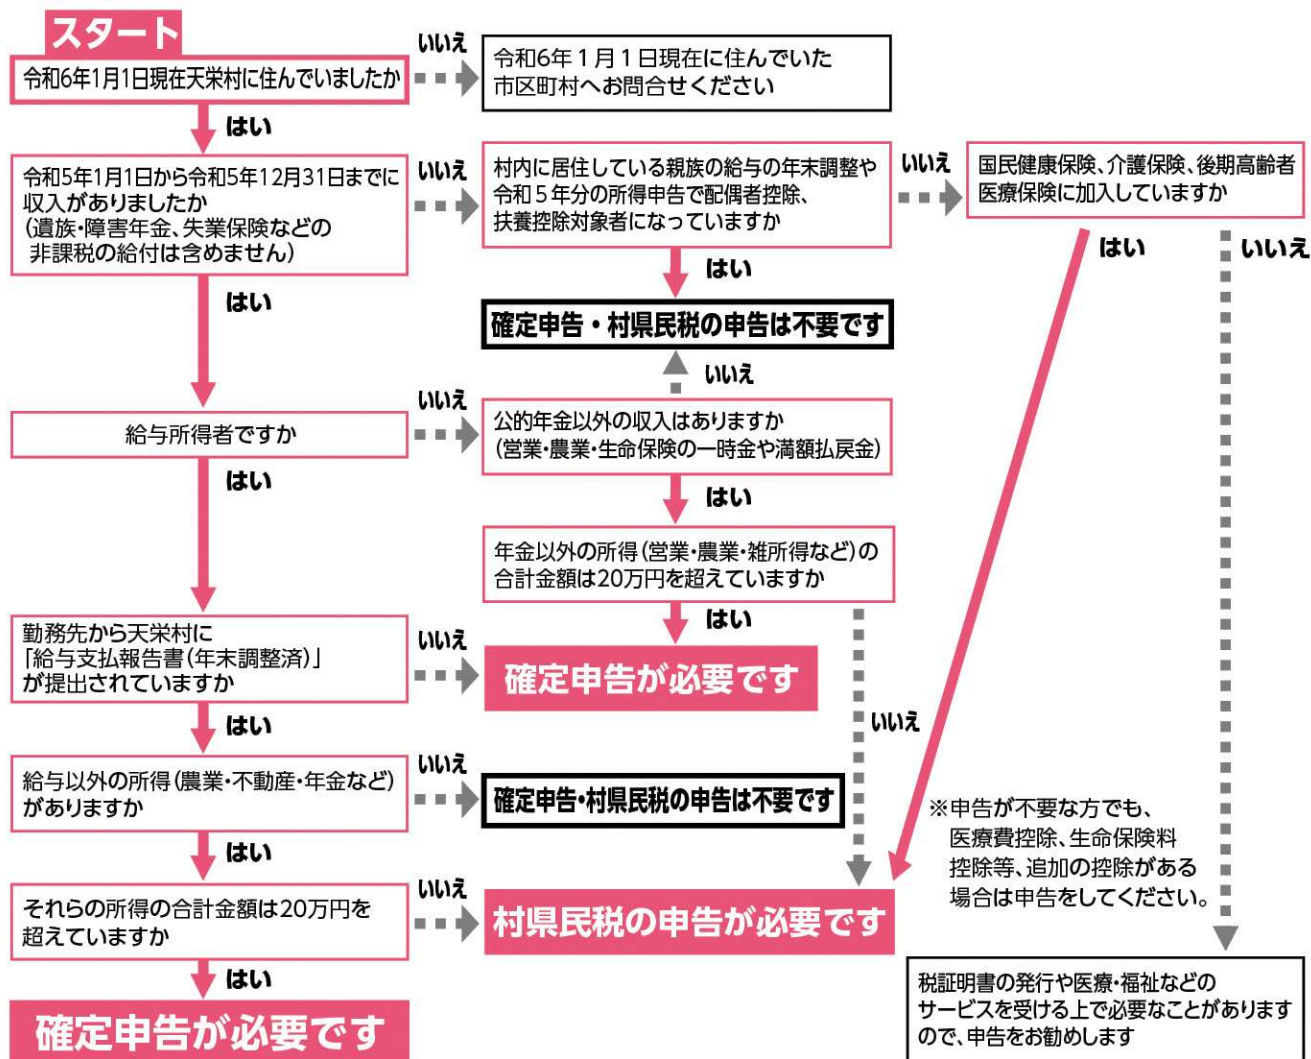 スタート
令和6年1月1日現在天栄村に住んでいましたか
いいえ
令和6年1月1日現在に住んでいた
市区町村へお問合せください
はい
令和5年1月1日から令和5年12月31日までに
収入がありましたか
(遺族・障害年金、失業保険などの
非課税の給付は含めません)
いいえ
村内に居住している親族の給与の年末調整や
令和5年分の所得申告で配偶者控除、
扶養控除対象者になっていますか
いいえ
国民健康保険、介護保険、後期高齢者
医療保険に加入していますか
はい
はい
はい
いいえ
確定申告・村県民税の申告は不要です
いいえ
給与所得者ですか
いいえ
公的年金以外の収入はありますか
(営業・農業・生命保険の一時金や満額払戻金)
はい
はい
年金以外の所得(営業・農業・雑所得など)の
合計金額は20万円を超えていますか
はい
勤務先から天栄村に
「給与支払報告書(年末調整済)」
が提出されていますか
いいえ
確定申告が必要です
いいえ
はい
給与以外の所得(農業・不動産・年金など)
がありますか
いいえ
確定申告・村県民税の申告は不要です
※申告が不要な方でも、
医療費控除、生命保険料
控除等、追加の控除がある
場合は申告をしてください。
はい
それらの所得の合計金額は20万円を
超えていますか
いいえ
村県民税の申告が必要です
はい
確定申告が必要です
税証明書の発行や医療・福祉などの
サービスを受ける上で必要なことがあります
ので、申告をお勧めします